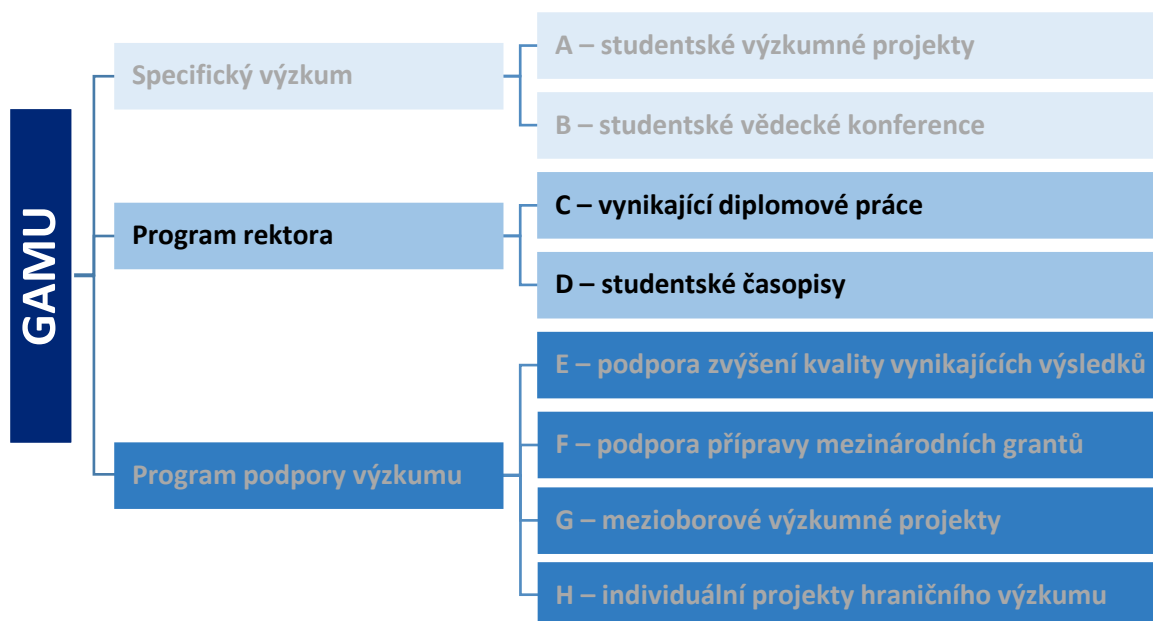 GAMU
Specifický výzkum
A – studentské výzkumné projekty
B – studentské vědecké konference
Program rektora
C – vynikající diplomové práce
D – studentské časopisy
Program podpory výzkumu
E – podpora zvýšení kvality vynikajících výsledků
F – podpora přípravy mezinárodních grantů
G – mezioborové výzkumné projekty
H – individuální projekty hraničního výzkumu